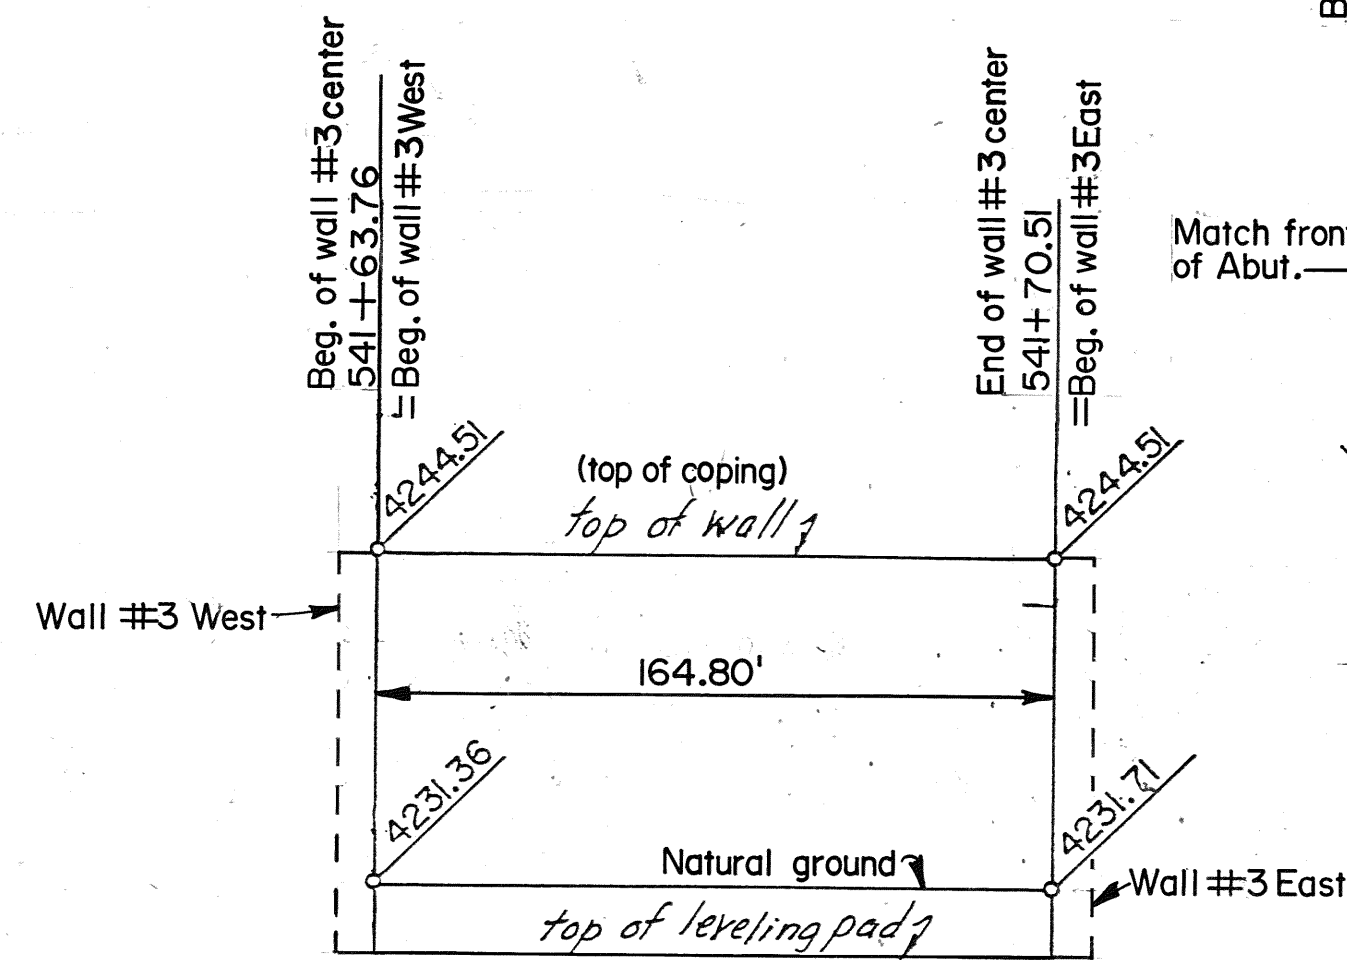 Beg. of wall #3 center
541+63.76
=Beg. of wall #3 West
End of wall #3 center
541+70.51
=Beg. of wall #3 East
Match front
of Abut.
4244.51
(top of coping)
top of wall
4244.51
Wall #3 West
164.80'
4231.36
4231.71
Natural ground
Wall #3 East
top of leveling pad